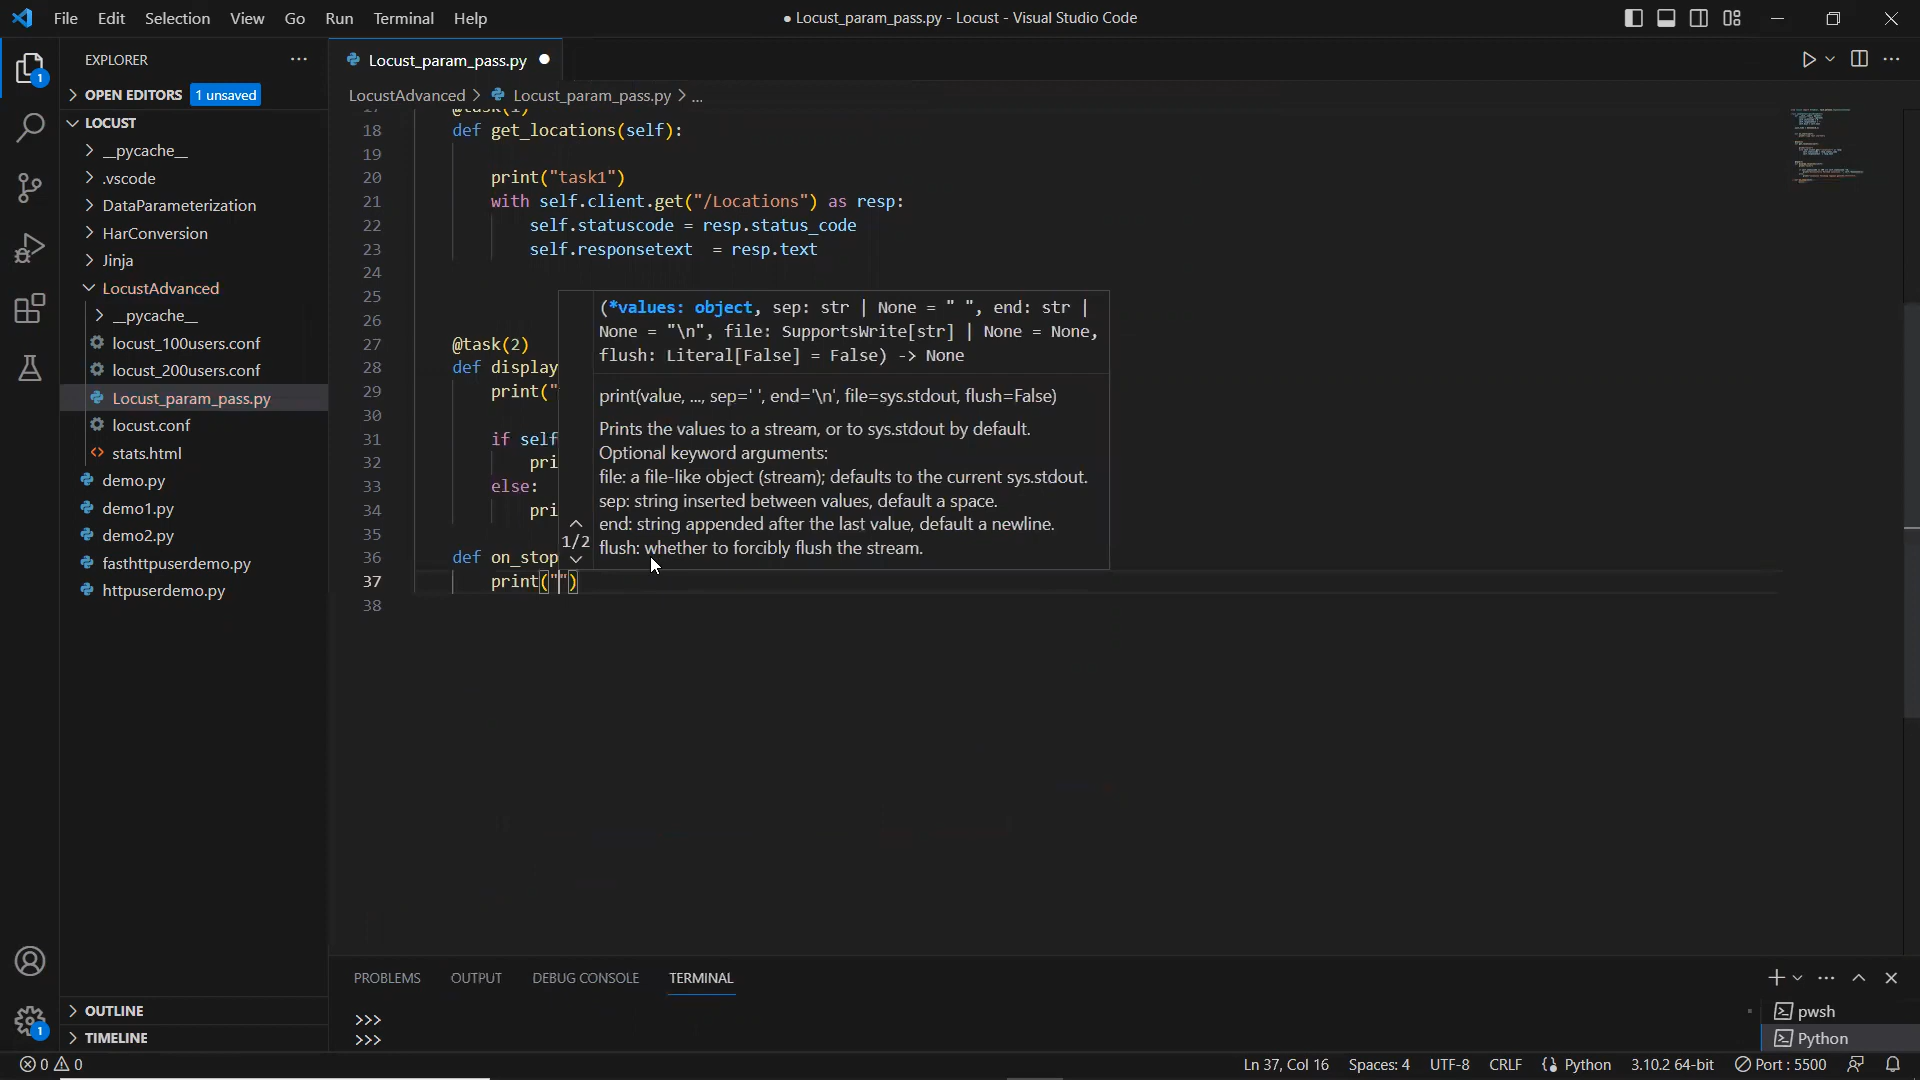 File Edit Selection View Go Run Terminal Help
● Locust_param_pass.py - Locust - Visual Studio Code
EXPLORER
OPEN EDITORS 1 unsaved
LOCUST
__pycache__
.vscode
DataParameterization
HarConversion
Jinja
LocustAdvanced
__pycache__
locust_100users.conf
locust_200users.conf
Locust_param_pass.py
locust.conf
stats.html
demo.py
demo1.py
demo2.py
fasthttpuserdemo.py
httpuserdemo.py
OUTLINE
TIMELINE
1
1
Locust_param_pass.py ●
LocustAdvanced > Locust_param_pass.py > ...
17 @task(1)
18 def get_locations(self):
19
20 print("task1")
21 with self.client.get("/Locations") as resp:
22 self.statuscode = resp.status_code
23 self.responsetext = resp.text
24
25
26
27 @task(2)
28 def display
29 print("
30
31 if self
32 pri
33 else:
34 pri
35
36 def on_stop
37 print("")
38
(*values: object, sep: str | None = " ", end: str |
None = "\n", file: SupportsWrite[str] | None = None,
flush: Literal[False] = False) -> None
print(value, ..., sep=' ', end='\n', file=sys.stdout, flush=False)
Prints the values to a stream, or to sys.stdout by default.
Optional keyword arguments:
file: a file-like object (stream); defaults to the current sys.stdout.
sep: string inserted between values, default a space.
end: string appended after the last value, default a newline.
flush: whether to forcibly flush the stream.
1/2
PROBLEMS OUTPUT DEBUG CONSOLE TERMINAL
>>>
>>>
pwsh
Python
0 0
Ln 37, Col 16 Spaces: 4 UTF-8 CRLF Python 3.10.2 64-bit Port : 5500